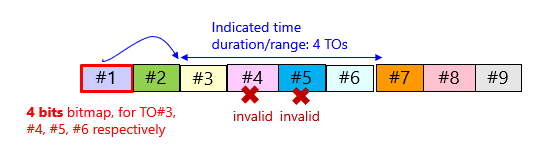 Indicated time
duration/range: 4 TOs
#1 #2 #3 #4 #5 #6 #7 #8 #9
4 bits bitmap, for TO#3,
#4, #5, #6 respectively
invalid invalid